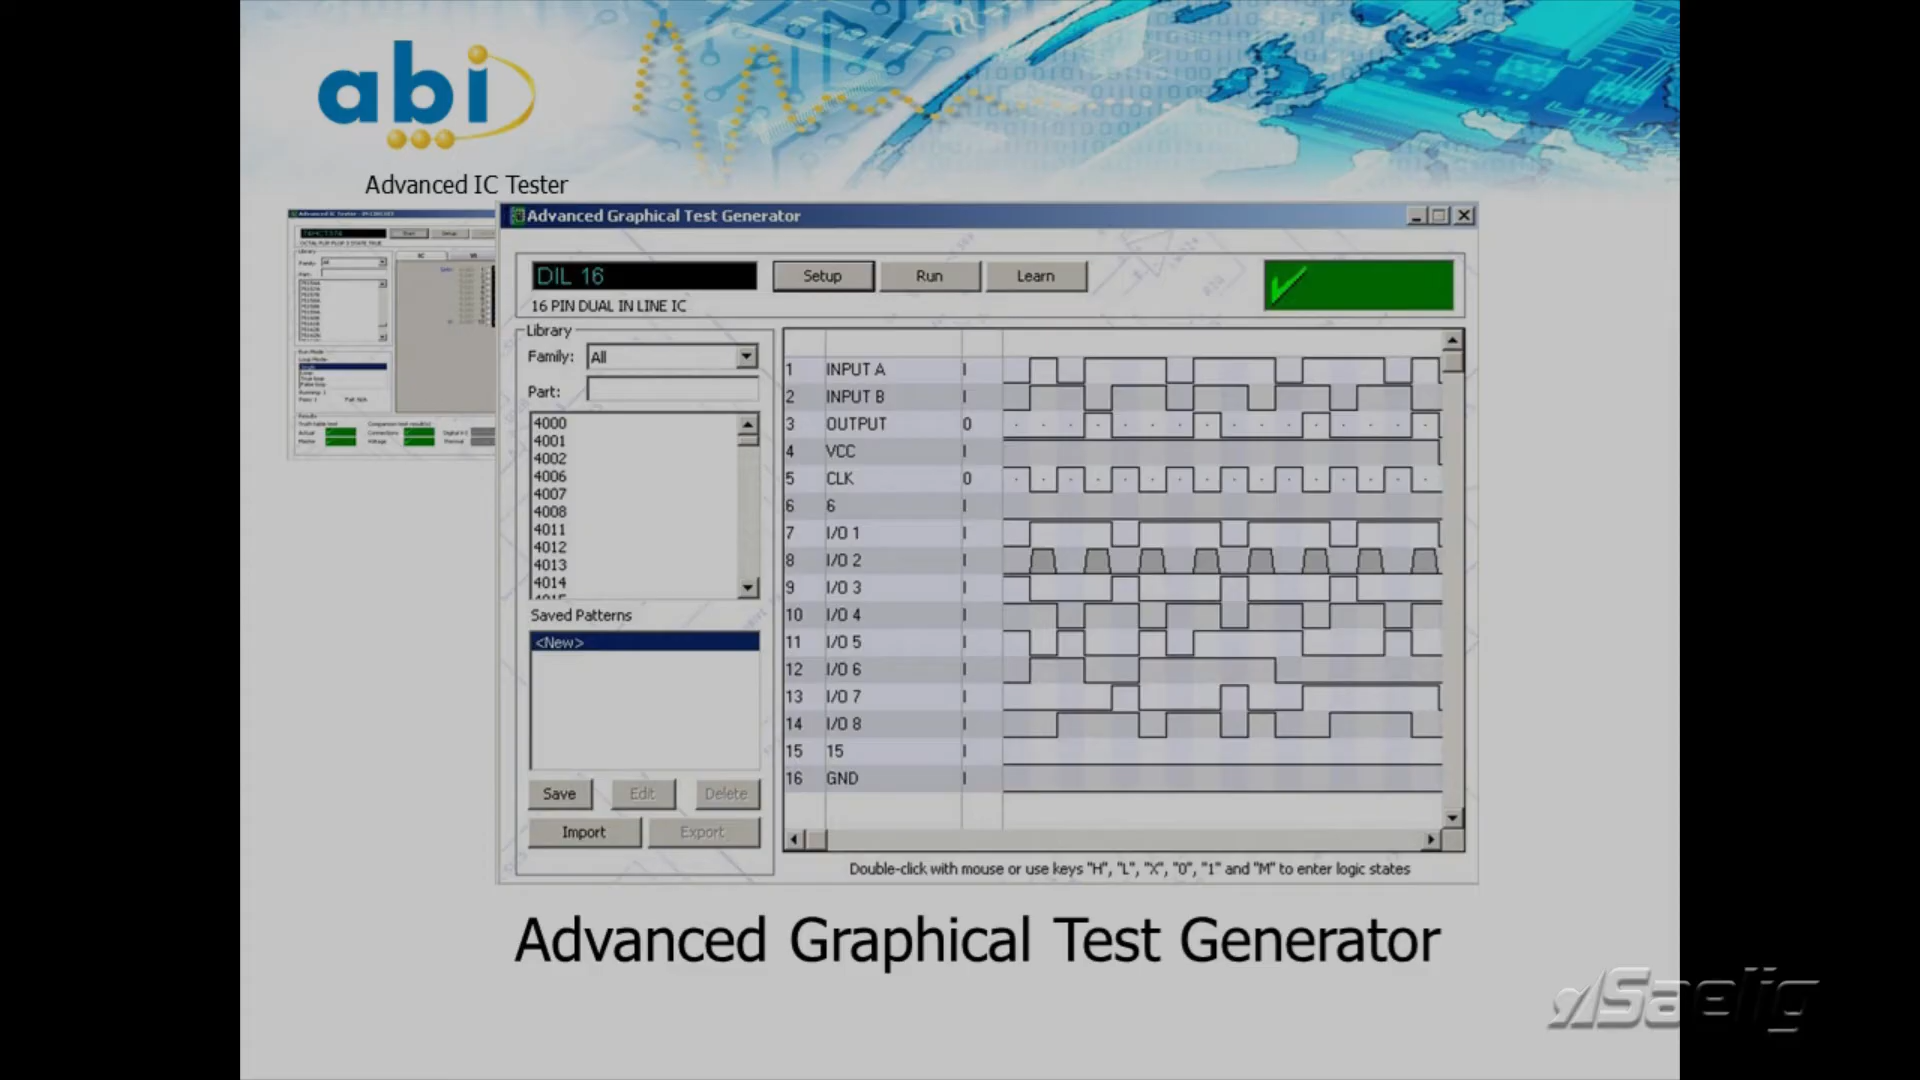 abi
Advanced IC Tester
Advanced Graphical Test Generator
DIL 16
Setup
Run
Learn
16 PIN DUAL IN LINE IC
Library
Family:
All
Part:
4000
4001
4002
4006
4007
4008
4011
4012
4013
4014
4015
Saved Patterns
<New>
Save
Edit
Delete
Import
Export
1 INPUT A I
2 INPUT B I
3 OUTPUT O
4 VCC I
5 CLK O
6 6 I
7 I/O 1 I
8 I/O 2 I
9 I/O 3 I
10 I/O 4 I
11 I/O 5 I
12 I/O 6 I
13 I/O 7 I
14 I/O 8 I
15 15 I
16 GND I
Double-click with mouse or use keys "H", "L", "X", "0", "1" and "M" to enter logic states
Advanced Graphical Test Generator
Saelig